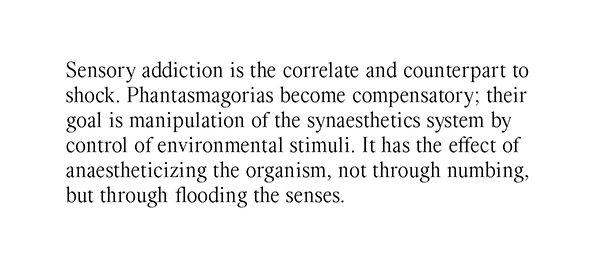 Sensory addiction is the correlate and counterpart to
shock. Phantasmagorias become compensatory; their
goal is manipulation of the synaesthetics system by
control of environmental stimuli. It has the effect of
anaestheticizing the organism, not through numbing,
but through flooding the senses.